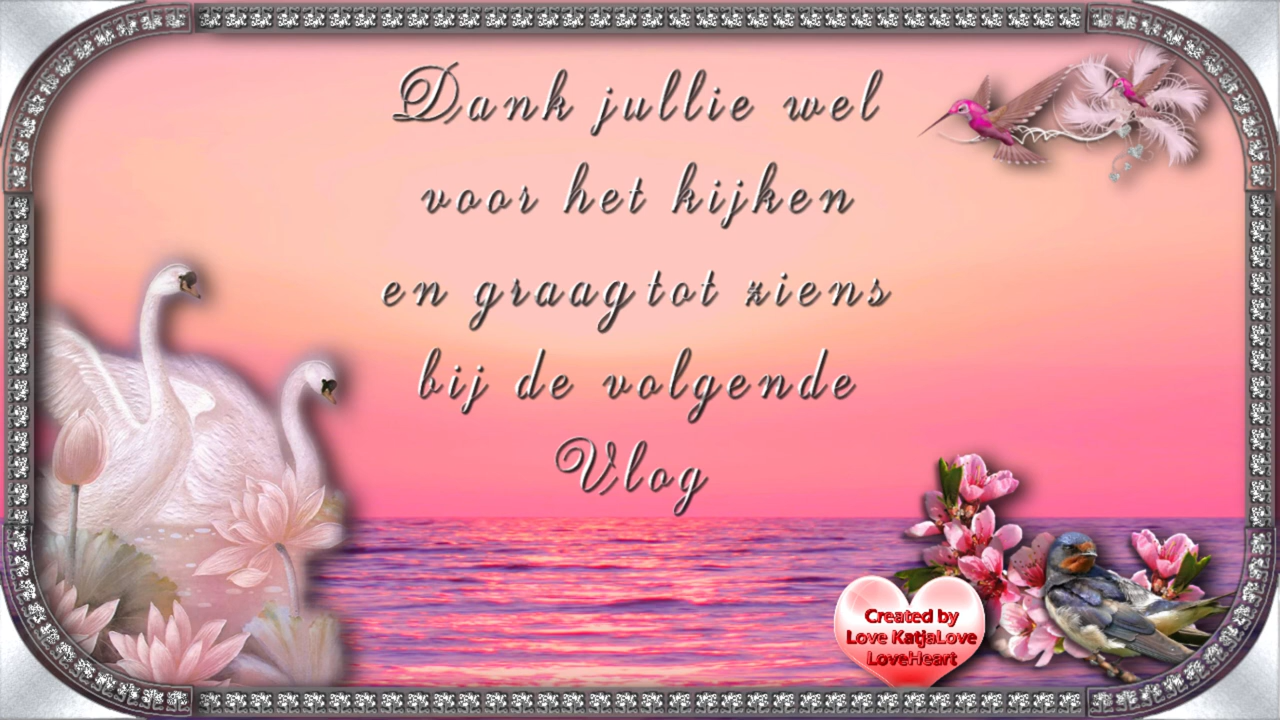 Dank jullie wel
voor het kijken
en graag tot ziens
bij de volgende
Vlog
Created by
Love KatjaLove
LoveHeart